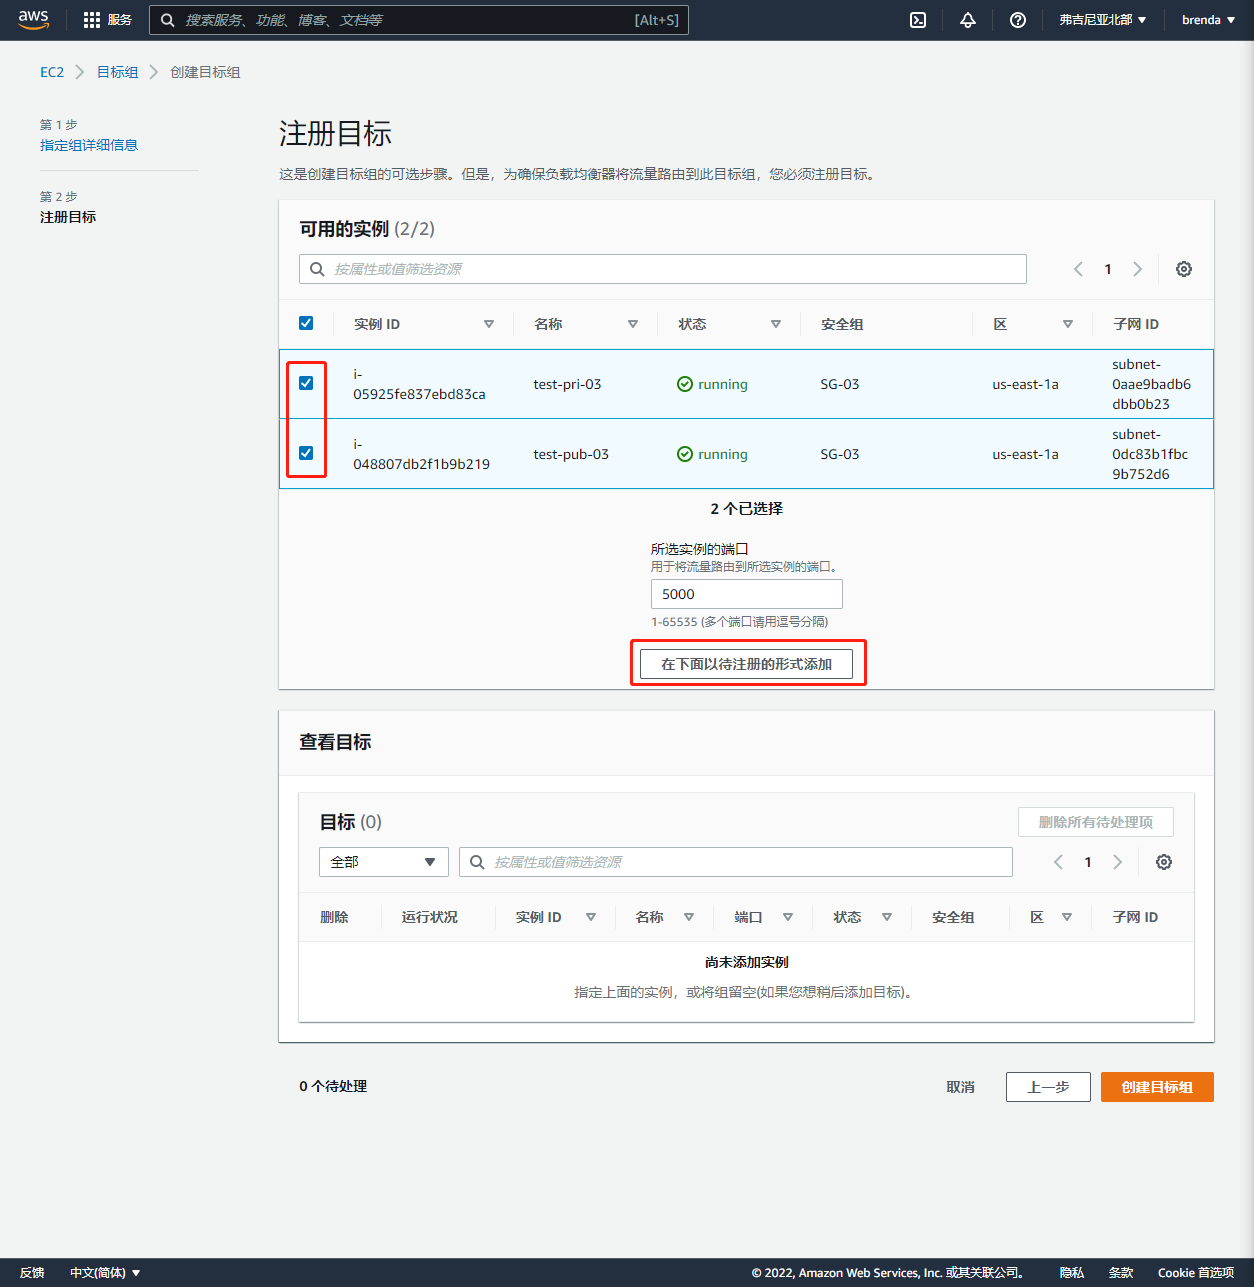 aws 服务 搜索服务、功能、博客、文档等 [Alt+S] 弗吉尼亚北部 brenda
EC2 目标组 创建目标组
第 1 步
指定组详细信息
第 2 步
注册目标
注册目标
这是创建目标组的可选步骤。但是，为确保负载均衡器将流量路由到此目标组，您必须注册目标。
可用的实例 (2/2)
按属性或值筛选资源 1
实例 ID 名称 状态 安全组 区 子网 ID
i-05925fe837ebd83ca test-pri-03 running SG-03 us-east-1a subnet-0aae9badb6dbb0b23
i-048807db2f1b9b219 test-pub-03 running SG-03 us-east-1a subnet-0dc83b1fbc9b752d6
2 个已选择
所选实例的端口
用于将流量路由到所选实例的端口。
5000
1-65535 (多个端口请用逗号分隔)
在下面以待注册的形式添加
查看目标
目标 (0) 删除所有待处理项
全部 按属性或值筛选资源 1
删除 运行状况 实例 ID 名称 端口 状态 安全组 区 子网 ID
尚未添加实例
指定上面的实例，或将组留空(如果您想稍后添加目标)。
0 个待处理 取消 上一步 创建目标组
反馈 中文(简体) © 2022, Amazon Web Services, Inc. 或其关联公司。 隐私 条款 Cookie 首选项